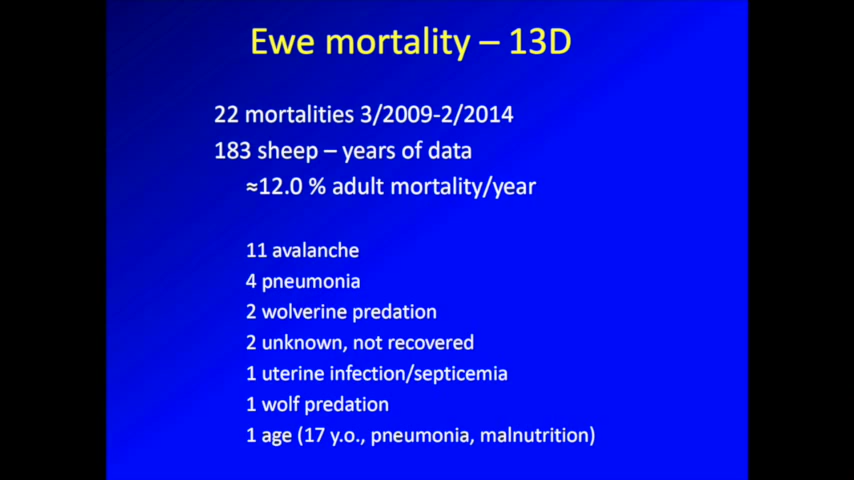 Ewe mortality – 13D
22 mortalities 3/2009-2/2014
183 sheep – years of data
≈12.0 % adult mortality/year
11 avalanche
4 pneumonia
2 wolverine predation
2 unknown, not recovered
1 uterine infection/septicemia
1 wolf predation
1 age (17 y.o., pneumonia, malnutrition)